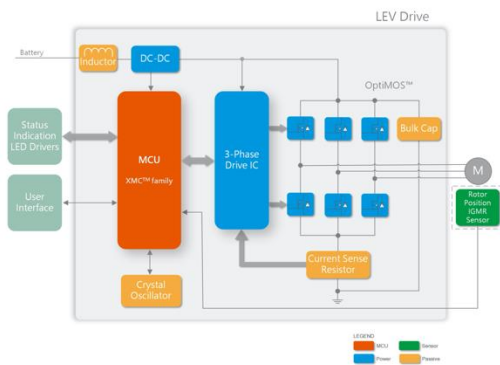 LEV Drive
Battery
Inductor
DC-DC
OptiMOS™
Status
Indication
LED Drivers
MCU
XMC™ family
3-Phase
Drive IC
Bulk Cap
M
User
Interface
Rotor
Position
IGMR
Sensor
Current Sense
Resistor
Crystal
Oscillator
LEGEND
MCU
Sensor
Power
Passive